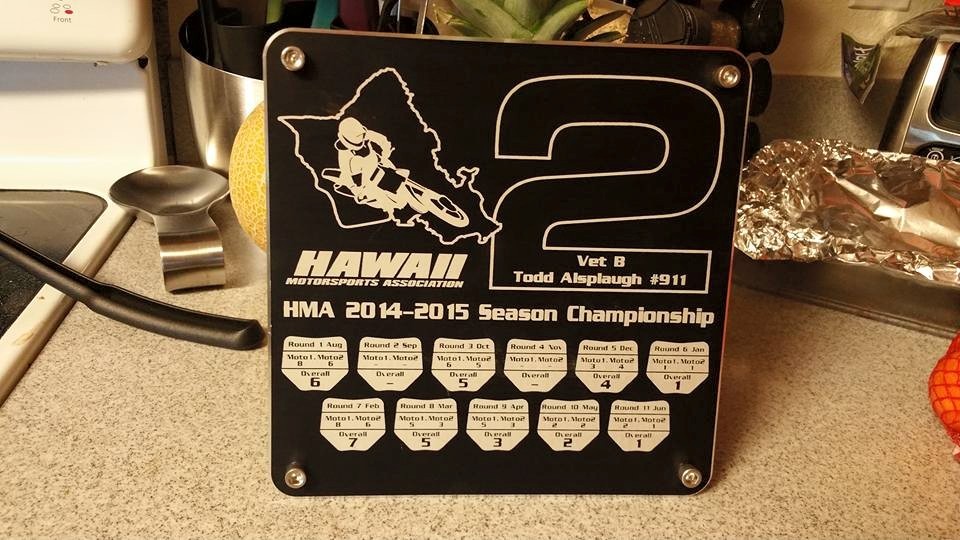 Front
2
HAWAII
MOTORSPORTS ASSOCIATION
Vet B
Todd Alsplaugh #911
HMA 2014-2015 Season Championship
Round 1 Aug
Moto1. Moto2
8 6
Overall
6
Round 2 Sep
Moto1. Moto2
- -
Overall
-
Round 3 Oct
Moto1. Moto2
6 5
Overall
5
Round 4 Nov
Moto1. Moto2
- -
Overall
-
Round 5 Dec
Moto1. Moto2
3 4
Overall
4
Round 6 Jan
Moto1. Moto2
1 1
Overall
1
Round 7 Feb
Moto1. Moto2
8 6
Overall
7
Round 8 Mar
Moto1. Moto2
5 3
Overall
5
Round 9 Apr
Moto1. Moto2
5 3
Overall
3
Round 10 May
Moto1. Moto2
2 2
Overall
2
Round 11 Jun
Moto1. Moto2
2 1
Overall
1